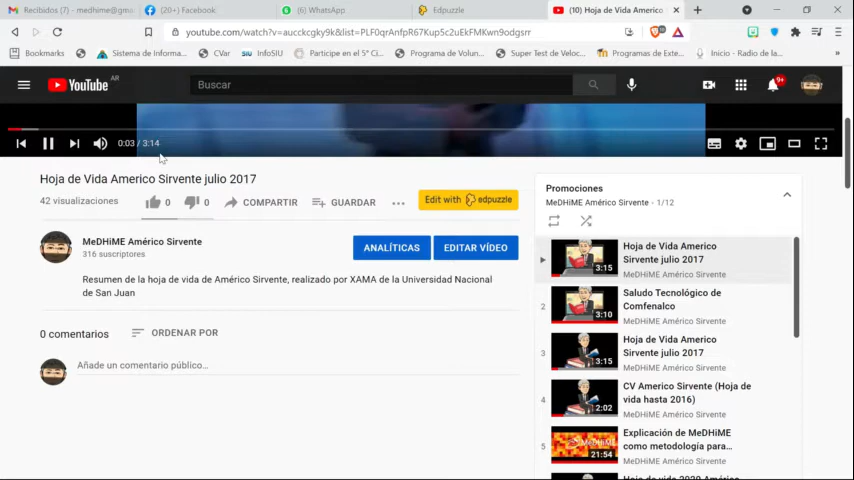 Recibidos (7) - medhime@gmo
(20+) Facebook
(6) WhatsApp
Edpuzzle
(10) Hoja de Vida Americo
youtube.com/watch?v=aucckcgky9k&list=PLF0qrAnfpR67Kup5c2uEkFMKwn9odgsrr
Bookmarks
Sistema de Informa...
CVar
InfoSIU
Participe en el 5° Ci...
Programa de Volun...
Super Test de Veloc...
Programas de Exte...
Inicio - Radio de la...
YouTube AR
Buscar
9+
0:03 / 3:14
Hoja de Vida Americo Sirvente julio 2017
42 visualizaciones
0
0
COMPARTIR
GUARDAR
Edit with edpuzzle
MeDHiME Américo Sirvente
316 suscriptores
ANALÍTICAS
EDITAR VÍDEO
Resumen de la hoja de vida de Américo Sirvente, realizado por XAMA de la Universidad Nacional
de San Juan
0 comentarios
ORDENAR POR
Añade un comentario público...
Promociones
MeDHiME Américo Sirvente - 1/12
3:15
Hoja de Vida Americo
Sirvente julio 2017
MeDHiME Américo Sirvente
2
3:10
Saludo Tecnológico de
Comfenalco
MeDHiME Américo Sirvente
3
3:15
Hoja de Vida Americo
Sirvente julio 2017
MeDHiME Américo Sirvente
4
2:02
CV Americo Sirvente (Hoja de
vida hasta 2016)
MeDHiME Américo Sirvente
5
MeDHiME
21:54
Explicación de MeDHiME
como metodología para...
MeDHiME Américo Sirvente